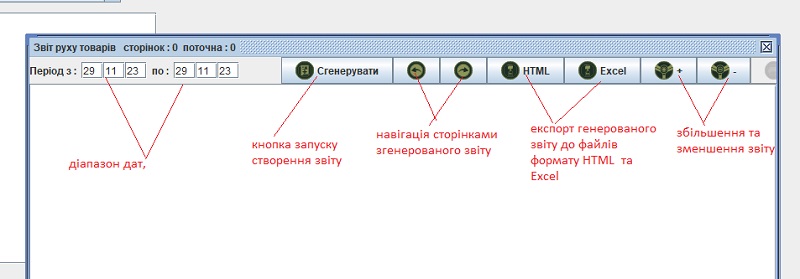 Звіт руху товарів сторінок : 0 поточна : 0
Період з : 29 11 23 по : 29 11 23 Сгенерувати HTML Excel + -
діапазон дат,
кнопка запуску
створення звіту
навігація сторінками
згенерованого звіту
експорт генерованого
звіту до файлів
формату HTML та
Excel
збільшення та
зменшення звіту